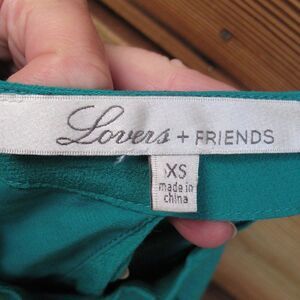 Lovers + FRIENDS
XS
made in
china